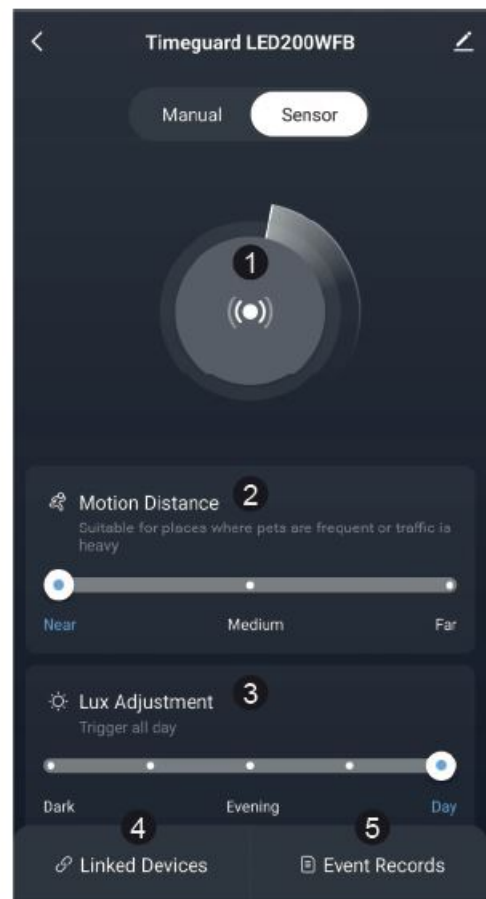 Timeguard LED200WFB
Manual Sensor
1
Motion Distance 2
Suitable for places where pets are frequent or traffic is
heavy
Near Medium Far
Lux Adjustment 3
Trigger all day
Dark Evening Day
4 5
Linked Devices Event Records